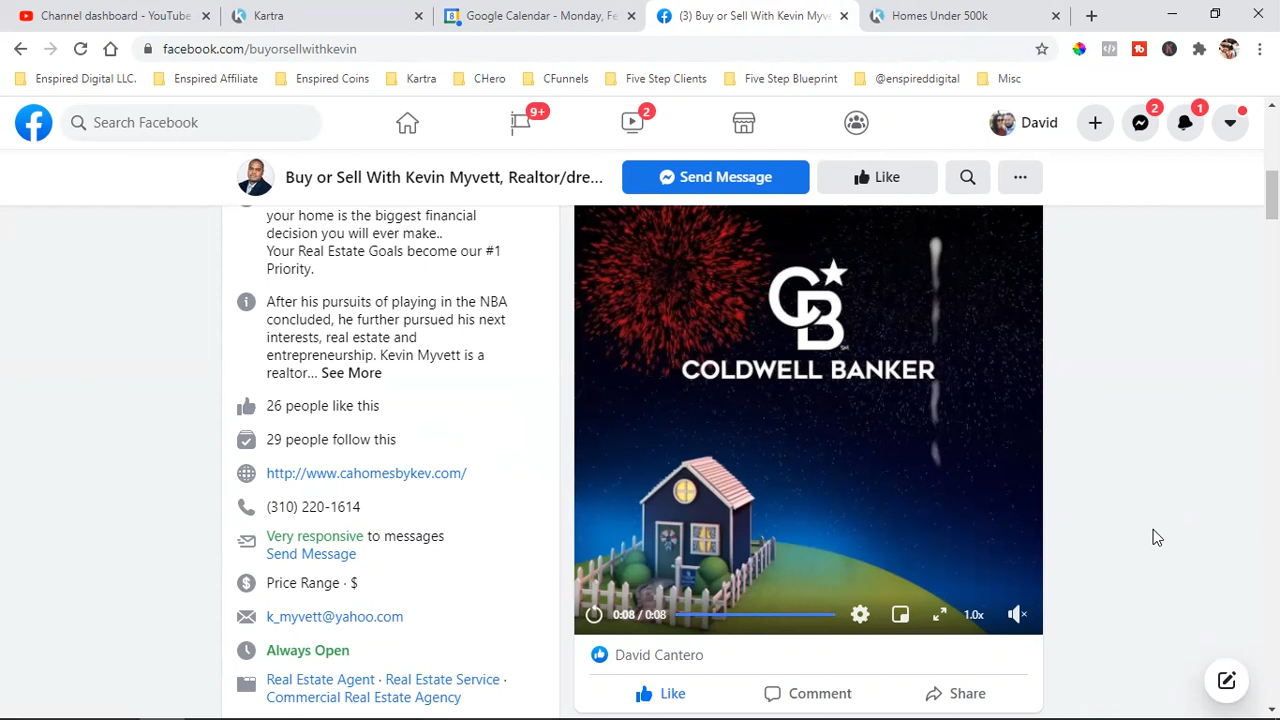 Channel dashboard - YouTube
Kartra
Google Calendar - Monday, Fe
(3) Buy or Sell With Kevin Myve
Homes Under 500k
facebook.com/buyorsellwithkevin
Enspired Digital LLC.
Enspired Affiliate
Enspired Coins
Kartra
CHero
CFunnels
Five Step Clients
Five Step Blueprint
@enspireddigital
Misc
Search Facebook
9+
2
David
2
1
Buy or Sell With Kevin Myvett, Realtor/dre...
Send Message
Like
your home is the biggest financial
decision you will ever make..
Your Real Estate Goals become our #1
Priority.
After his pursuits of playing in the NBA
concluded, he further pursued his next
interests, real estate and
entrepreneurship. Kevin Myvett is a
realtor... See More
26 people like this
29 people follow this
http://www.cahomesbykev.com/
(310) 220-1614
Very responsive to messages
Send Message
Price Range · $
k_myvett@yahoo.com
Always Open
Real Estate Agent · Real Estate Service ·
Commercial Real Estate Agency
CB
SM
COLDWELL BANKER
0:08 / 0:08
1.0x
David Cantero
Like
Comment
Share